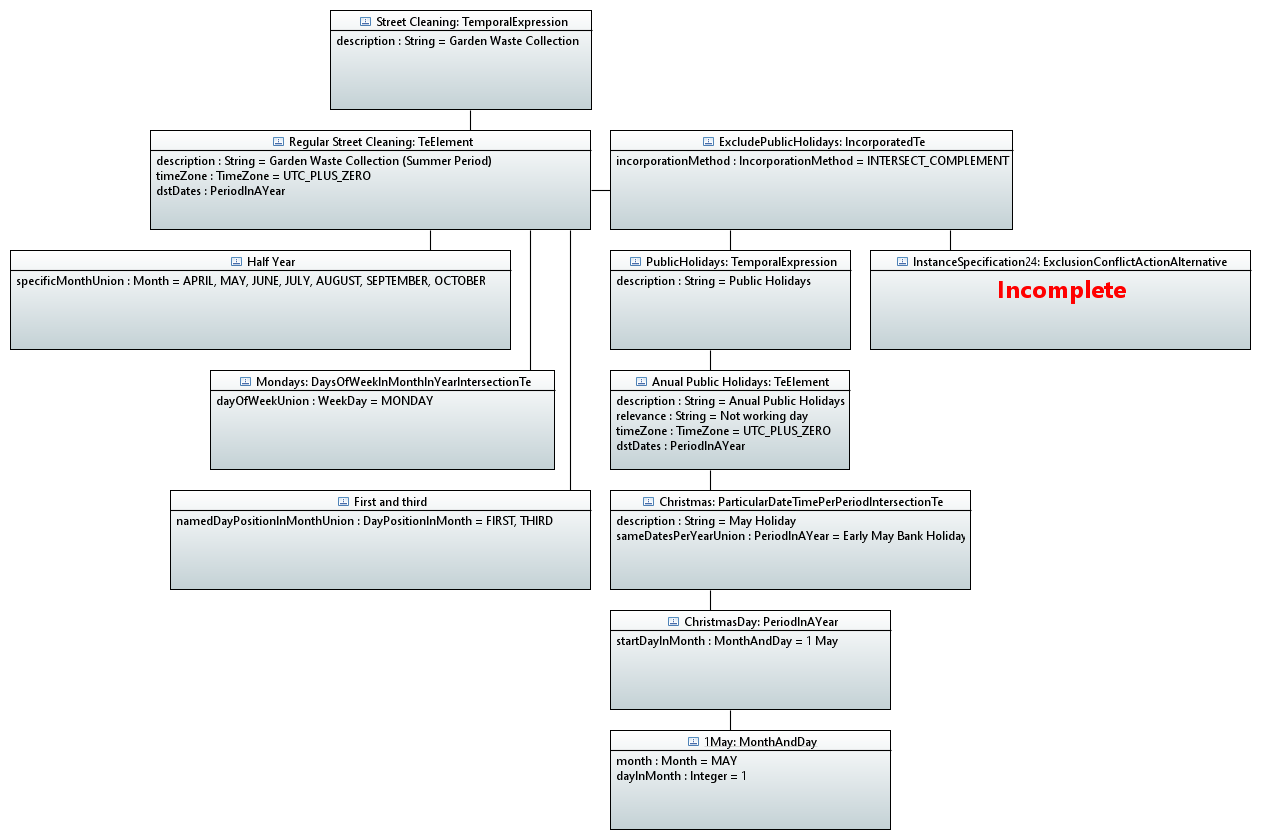 Street Cleaning: TemporalExpression
description : String = Garden Waste Collection
Regular Street Cleaning: TeElement
description : String = Garden Waste Collection (Summer Period)
timeZone : TimeZone = UTC_PLUS_ZERO
dstDates : PeriodInAYear
ExcludePublicHolidays: IncorporatedTe
incorporationMethod : IncorporationMethod = INTERSECT_COMPLEMENT
Half Year
specificMonthUnion : Month = APRIL, MAY, JUNE, JULY, AUGUST, SEPTEMBER, OCTOBER
PublicHolidays: TemporalExpression
description : String = Public Holidays
InstanceSpecification24: ExclusionConflictActionAlternative
Incomplete
Mondays: DaysOfWeekInMonthInYearIntersectionTe
dayOfWeekUnion : WeekDay = MONDAY
Anual Public Holidays: TeElement
description : String = Anual Public Holidays
relevance : String = Not working day
timeZone : TimeZone = UTC_PLUS_ZERO
dstDates : PeriodInAYear
First and third
namedDayPositionInMonthUnion : DayPositionInMonth = FIRST, THIRD
Christmas: ParticularDateTimePerPeriodIntersectionTe
description : String = May Holiday
sameDatesPerYearUnion : PeriodInAYear = Early May Bank Holiday
ChristmasDay: PeriodInAYear
startDayInMonth : MonthAndDay = 1 May
1May: MonthAndDay
month : Month = MAY
dayInMonth : Integer = 1